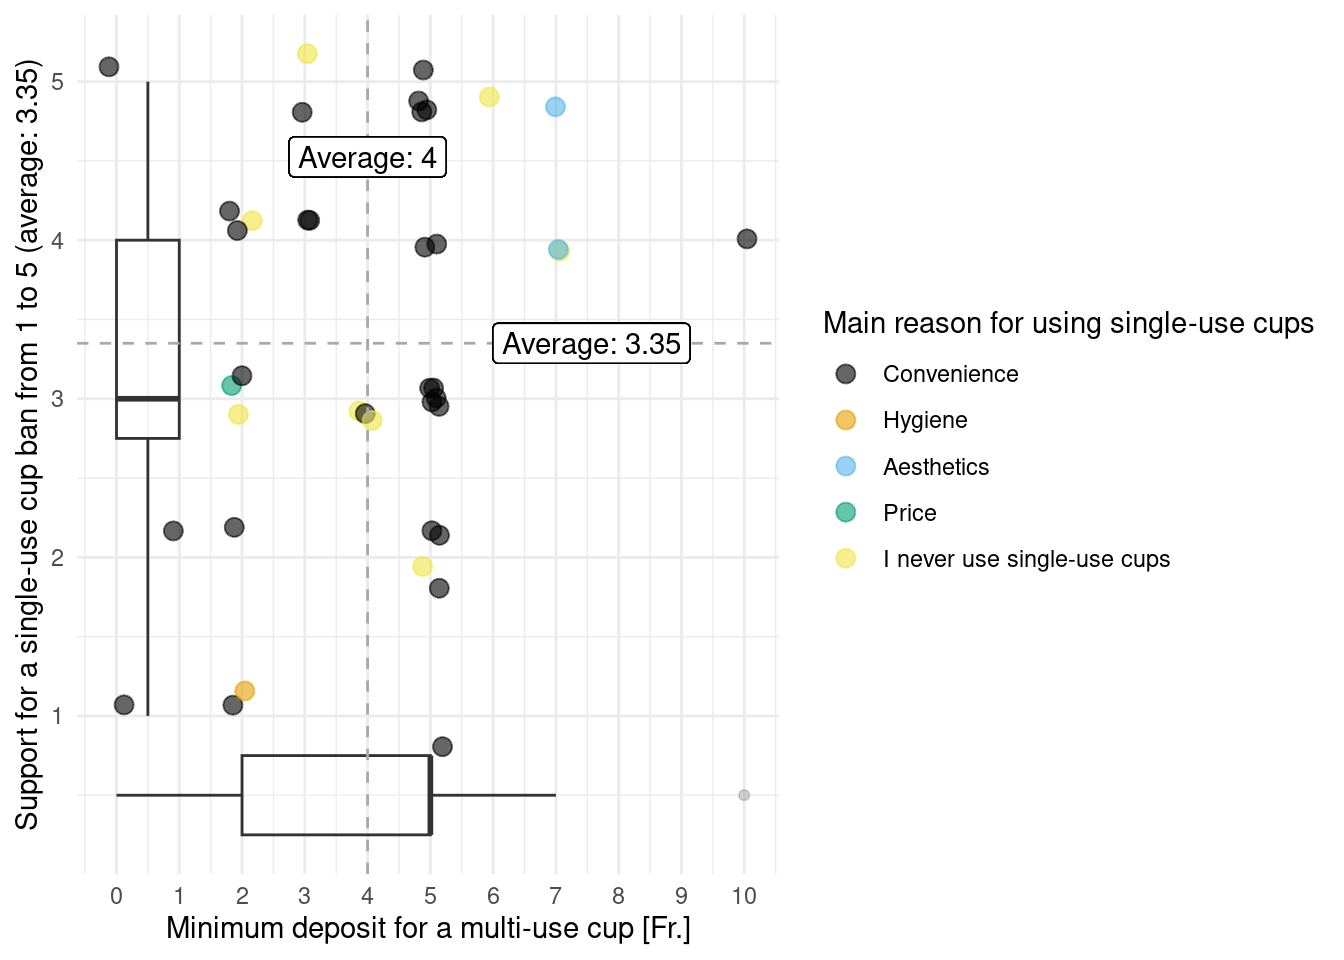 Support for a single-use cup ban from 1 to 5 (average: 3.35)
5
4
3
2
1
Average: 4
Average: 3.35
0 1 2 3 4 5 6 7 8 9 10
Minimum deposit for a multi-use cup [Fr.]
Main reason for using single-use cups
Convenience
Hygiene
Aesthetics
Price
I never use single-use cups